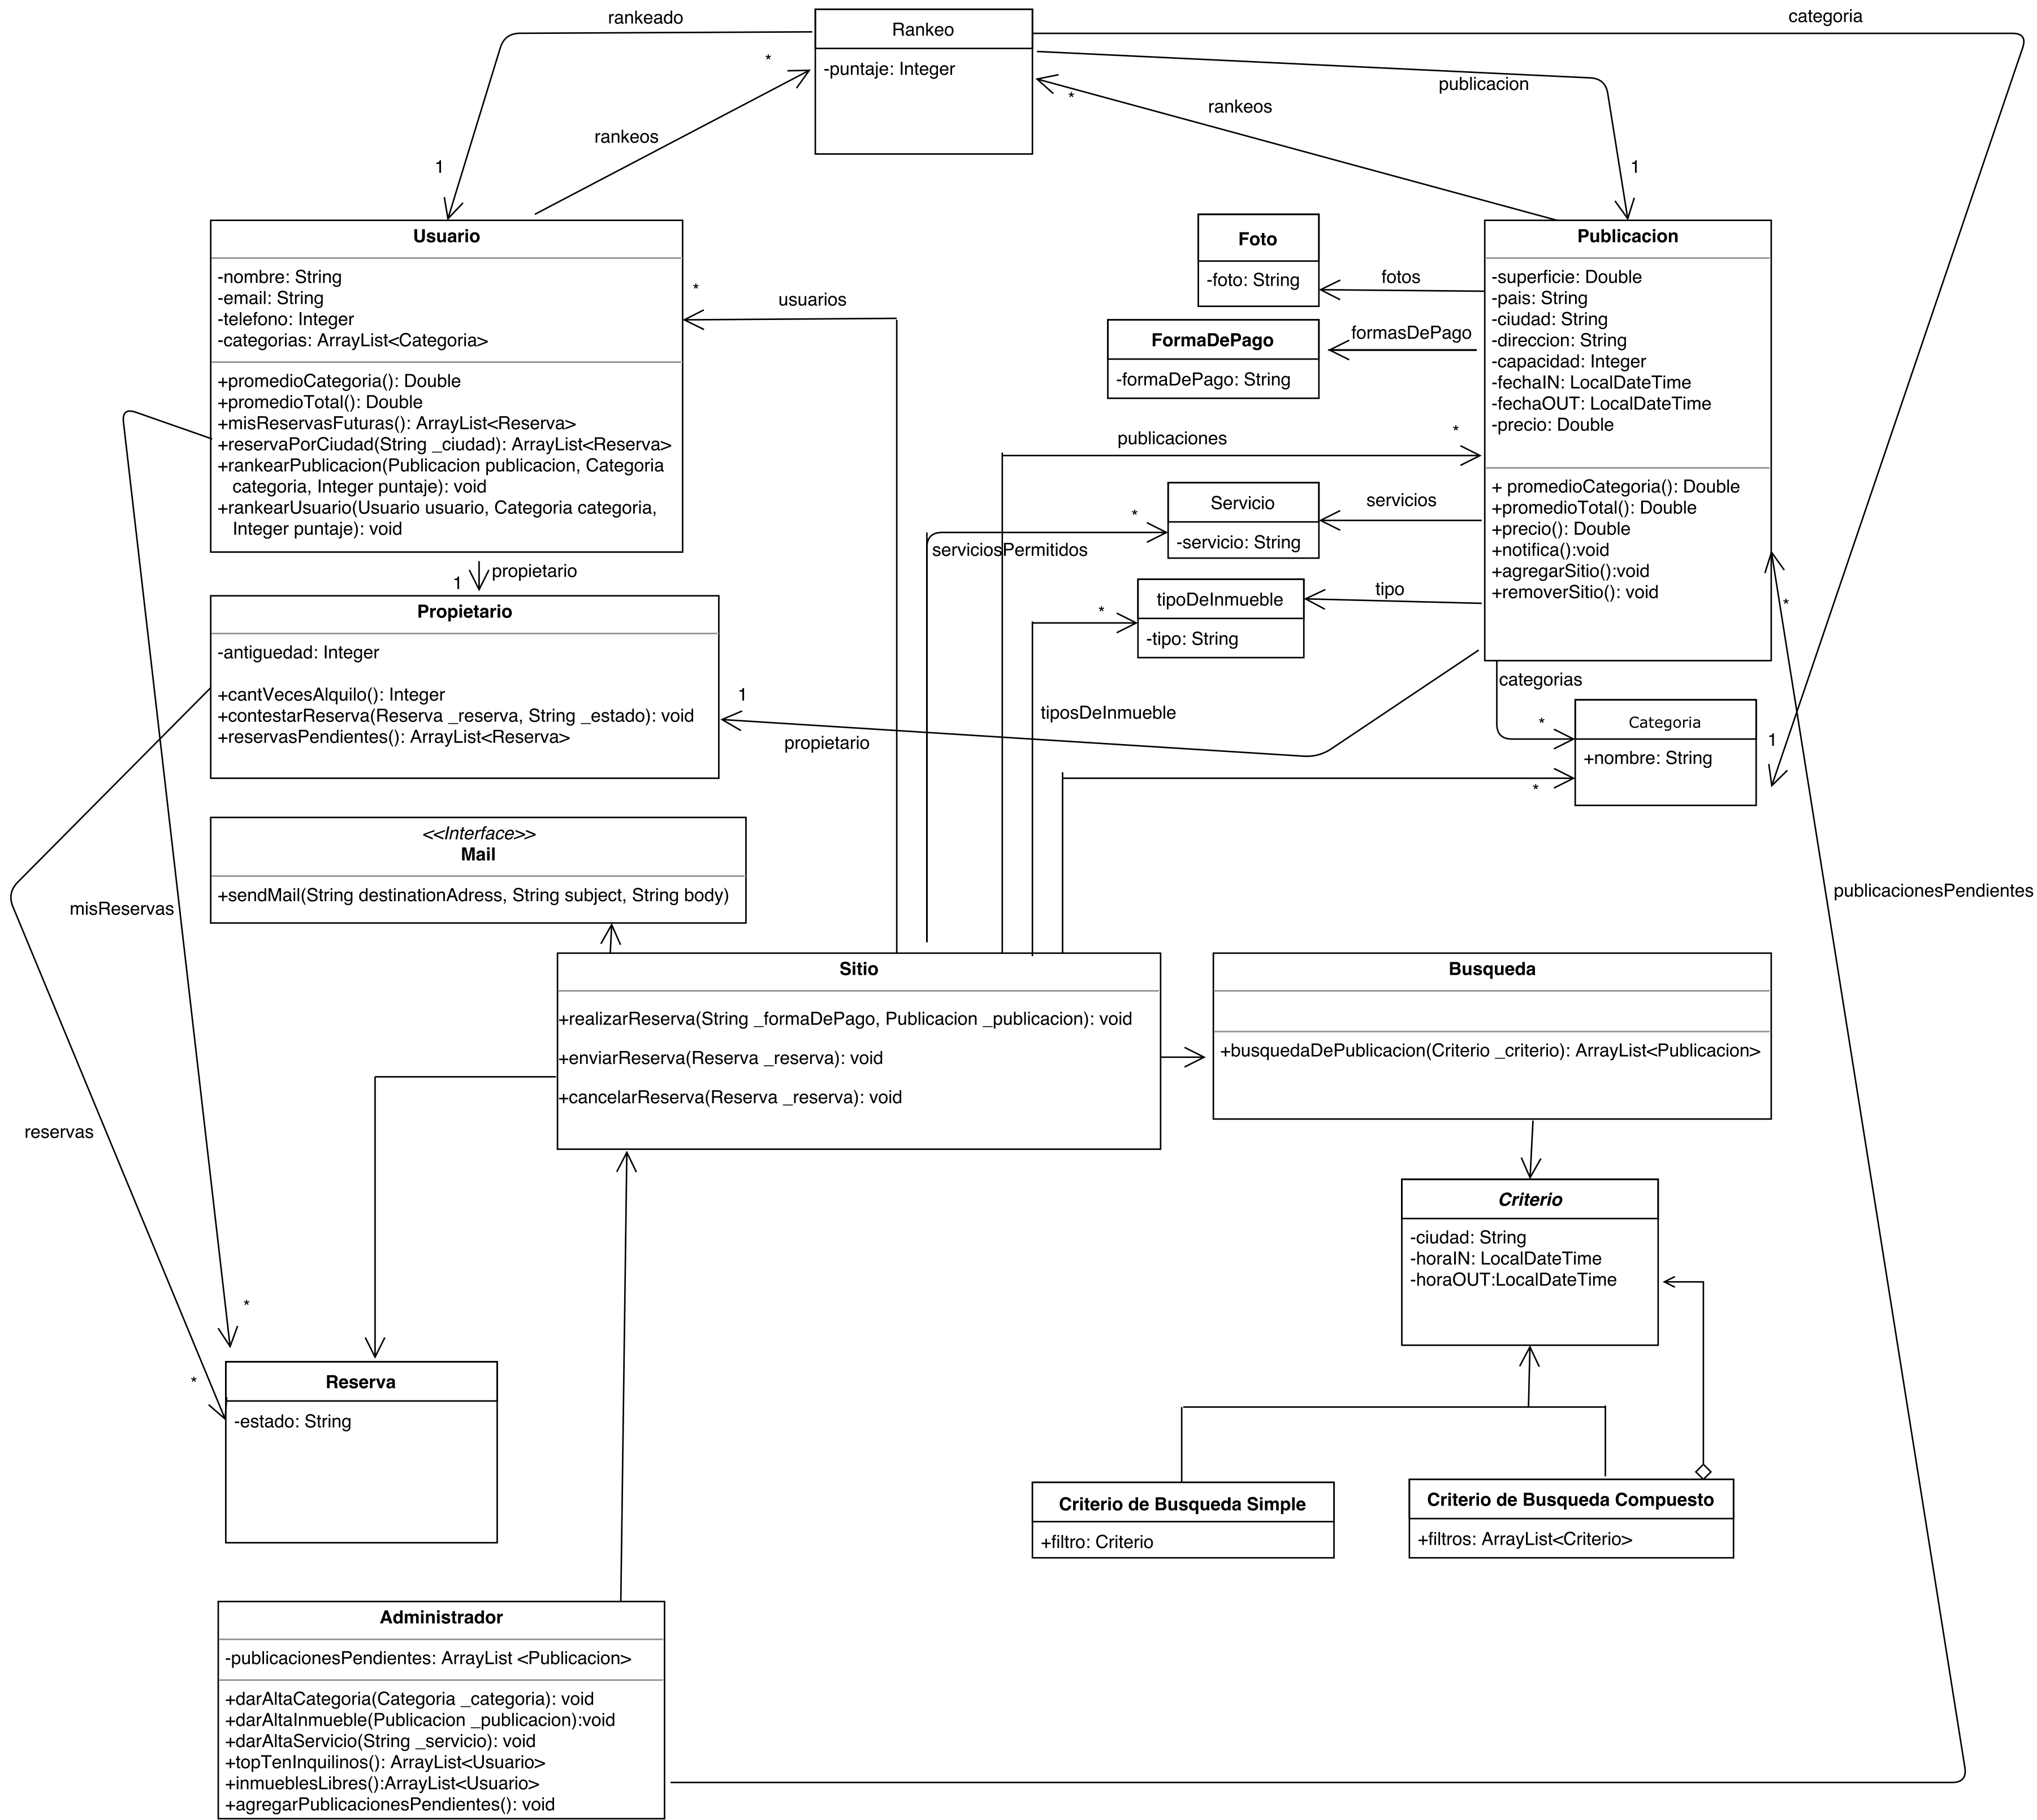 rankeado
categoria
Rankeo
-puntaje: Integer
*
publicacion
*
rankeos
rankeos
1
1
Usuario
-nombre: String
-email: String
-telefono: Integer
-categorias: ArrayList<Categoria>
+promedioCategoria(): Double
+promedioTotal(): Double
+misReservasFuturas(): ArrayList<Reserva>
+reservaPorCiudad(String _ciudad): ArrayList<Reserva>
+rankearPublicacion(Publicacion publicacion, Categoria
categoria, Integer puntaje): void
+rankearUsuario(Usuario usuario, Categoria categoria,
Integer puntaje): void
*
usuarios
Foto
-foto: String
fotos
FormaDePago
-formaDePago: String
formasDePago
Publicacion
-superficie: Double
-pais: String
-ciudad: String
-direccion: String
-capacidad: Integer
-fechaIN: LocalDateTime
-fechaOUT: LocalDateTime
-precio: Double
+ promedioCategoria(): Double
+promedioTotal(): Double
+precio(): Double
+notifica():void
+agregarSitio():void
+removerSitio(): void
publicaciones
*
Servicio
-servicio: String
servicios
*
serviciosPermitidos
tipoDeInmueble
-tipo: String
tipo
*
*
1
propietario
Propietario
-antiguedad: Integer
+cantVecesAlquilo(): Integer
+contestarReserva(Reserva _reserva, String _estado): void
+reservasPendientes(): ArrayList<Reserva>
1
propietario
tiposDeInmueble
categorias
*
Categoria
+nombre: String
1
*
<<Interface>>
Mail
+sendMail(String destinationAdress, String subject, String body)
misReservas
publicacionesPendientes
Sitio
+realizarReserva(String _formaDePago, Publicacion _publicacion): void
+enviarReserva(Reserva _reserva): void
+cancelarReserva(Reserva _reserva): void
Busqueda
+busquedaDePublicacion(Criterio _criterio): ArrayList<Publicacion>
reservas
Criterio
-ciudad: String
-horaIN: LocalDateTime
-horaOUT:LocalDateTime
*
*
Reserva
-estado: String
Criterio de Busqueda Simple
+filtro: Criterio
Criterio de Busqueda Compuesto
+filtros: ArrayList<Criterio>
Administrador
-publicacionesPendientes: ArrayList <Publicacion>
+darAltaCategoria(Categoria _categoria): void
+darAltaInmueble(Publicacion _publicacion):void
+darAltaServicio(String _servicio): void
+topTenInquilinos(): ArrayList<Usuario>
+inmueblesLibres():ArrayList<Usuario>
+agregarPublicacionesPendientes(): void